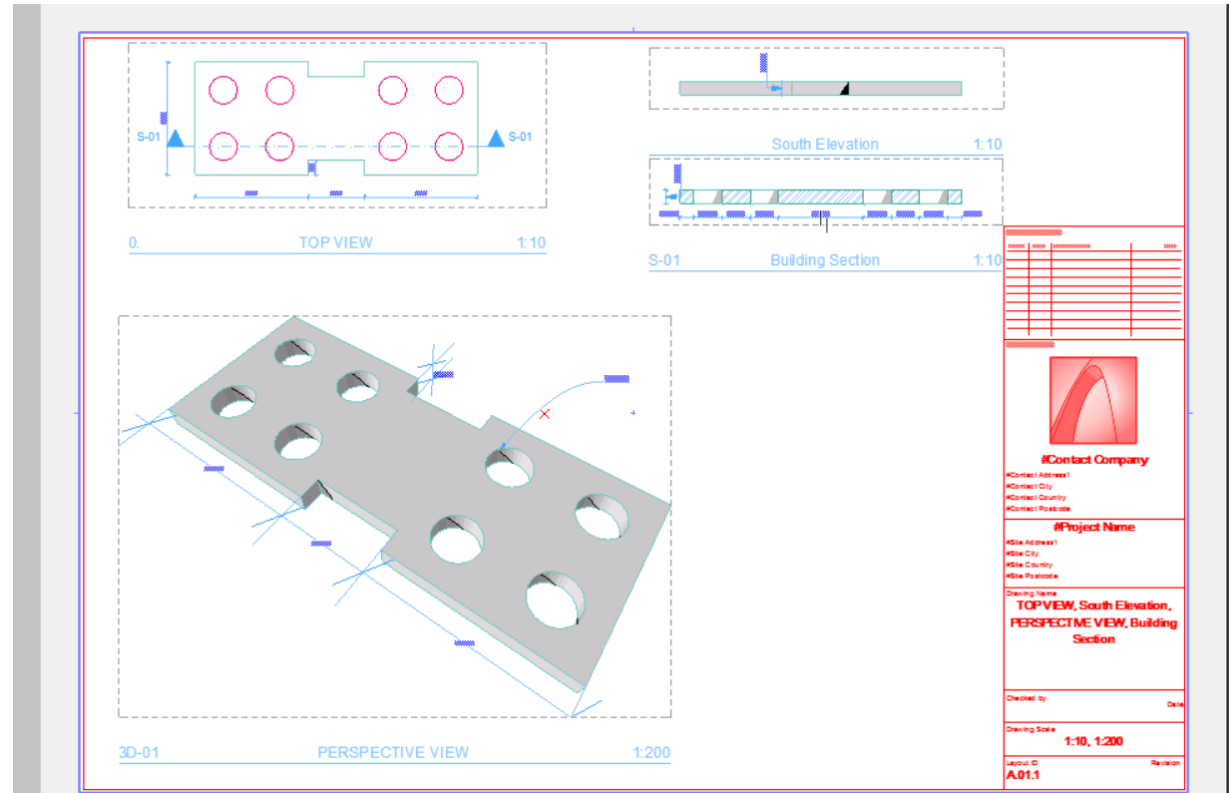 S-01
S-01
0. TOP VIEW 1:10
South Elevation 1:10
S-01 Building Section 1:10
3D-01 PERSPECTIVE VIEW 1:200
#Contact Company
#Contact Address1
#Contact City
#Contact Country
#Contact Postcode
#Project Name
#Site Address1
#Site City
#Site Country
#Site Postcode
Drawing Name
TOP VIEW, South Elevation,
PERSPECTIVE VIEW, Building
Section
Checked by
Date
Drawing Scale
1:10, 1:200
Layout ID Revision
A.01.1